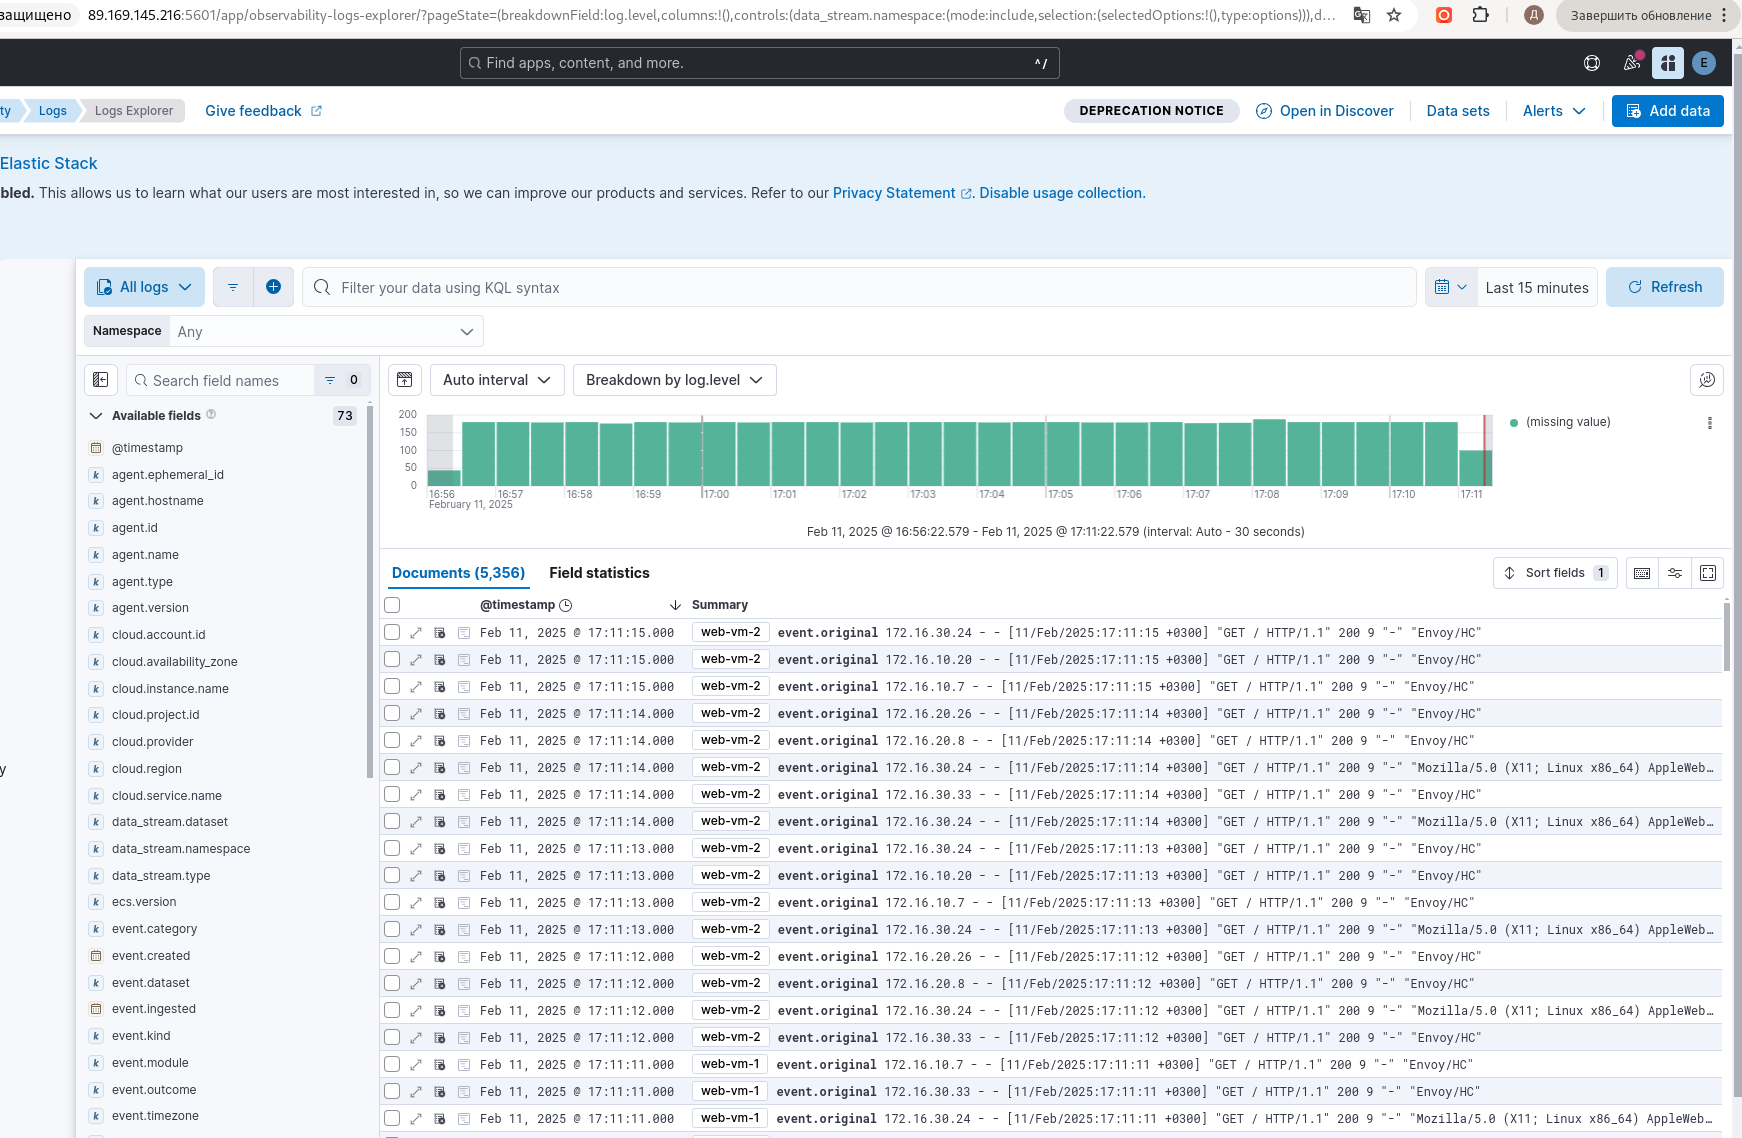 защищено 89.169.145.216:5601/app/observability-logs-explorer/?pageState=(breakdownField:log.level,columns:!(),controls:(data_stream.namespace:(mode:include,selection:(selectedOptions:!(),type:options))),d… Д Завершить обновление
Find apps, content, and more. ^/ E
ty Logs Logs Explorer Give feedback DEPRECATION NOTICE Open in Discover Data sets Alerts Add data
Elastic Stack
bled. This allows us to learn what our users are most interested in, so we can improve our products and services. Refer to our Privacy Statement. Disable usage collection.
All logs Filter your data using KQL syntax Last 15 minutes Refresh
Namespace Any
Search field names 0
Available fields 73
@timestamp
agent.ephemeral_id
agent.hostname
agent.id
agent.name
agent.type
agent.version
cloud.account.id
cloud.availability_zone
cloud.instance.name
cloud.project.id
cloud.provider
cloud.region
cloud.service.name
data_stream.dataset
data_stream.namespace
data_stream.type
ecs.version
event.category
event.created
event.dataset
event.ingested
event.kind
event.module
event.outcome
event.timezone
y
Auto interval Breakdown by log.level
200
150
100
50
0
16:56 16:57 16:58 16:59 17:00 17:01 17:02 17:03 17:04 17:05 17:06 17:07 17:08 17:09 17:10 17:11
February 11, 2025
(missing value)
Feb 11, 2025 @ 16:56:22.579 - Feb 11, 2025 @ 17:11:22.579 (interval: Auto - 30 seconds)
Documents (5,356) Field statistics Sort fields 1
@timestamp Summary
Feb 11, 2025 @ 17:11:15.000 web-vm-2 event.original 172.16.30.24 - - [11/Feb/2025:17:11:15 +0300] "GET / HTTP/1.1" 200 9 "-" "Envoy/HC"
Feb 11, 2025 @ 17:11:15.000 web-vm-2 event.original 172.16.10.20 - - [11/Feb/2025:17:11:15 +0300] "GET / HTTP/1.1" 200 9 "-" "Envoy/HC"
Feb 11, 2025 @ 17:11:15.000 web-vm-2 event.original 172.16.10.7 - - [11/Feb/2025:17:11:15 +0300] "GET / HTTP/1.1" 200 9 "-" "Envoy/HC"
Feb 11, 2025 @ 17:11:14.000 web-vm-2 event.original 172.16.20.26 - - [11/Feb/2025:17:11:14 +0300] "GET / HTTP/1.1" 200 9 "-" "Envoy/HC"
Feb 11, 2025 @ 17:11:14.000 web-vm-2 event.original 172.16.20.8 - - [11/Feb/2025:17:11:14 +0300] "GET / HTTP/1.1" 200 9 "-" "Envoy/HC"
Feb 11, 2025 @ 17:11:14.000 web-vm-2 event.original 172.16.30.24 - - [11/Feb/2025:17:11:14 +0300] "GET / HTTP/1.1" 200 9 "-" "Mozilla/5.0 (X11; Linux x86_64) AppleWeb…
Feb 11, 2025 @ 17:11:14.000 web-vm-2 event.original 172.16.30.33 - - [11/Feb/2025:17:11:14 +0300] "GET / HTTP/1.1" 200 9 "-" "Envoy/HC"
Feb 11, 2025 @ 17:11:14.000 web-vm-2 event.original 172.16.30.24 - - [11/Feb/2025:17:11:14 +0300] "GET / HTTP/1.1" 200 9 "-" "Mozilla/5.0 (X11; Linux x86_64) AppleWeb…
Feb 11, 2025 @ 17:11:13.000 web-vm-2 event.original 172.16.30.24 - - [11/Feb/2025:17:11:13 +0300] "GET / HTTP/1.1" 200 9 "-" "Envoy/HC"
Feb 11, 2025 @ 17:11:13.000 web-vm-2 event.original 172.16.10.20 - - [11/Feb/2025:17:11:13 +0300] "GET / HTTP/1.1" 200 9 "-" "Envoy/HC"
Feb 11, 2025 @ 17:11:13.000 web-vm-2 event.original 172.16.10.7 - - [11/Feb/2025:17:11:13 +0300] "GET / HTTP/1.1" 200 9 "-" "Envoy/HC"
Feb 11, 2025 @ 17:11:13.000 web-vm-2 event.original 172.16.30.24 - - [11/Feb/2025:17:11:13 +0300] "GET / HTTP/1.1" 200 9 "-" "Mozilla/5.0 (X11; Linux x86_64) AppleWeb…
Feb 11, 2025 @ 17:11:12.000 web-vm-2 event.original 172.16.20.26 - - [11/Feb/2025:17:11:12 +0300] "GET / HTTP/1.1" 200 9 "-" "Envoy/HC"
Feb 11, 2025 @ 17:11:12.000 web-vm-2 event.original 172.16.20.8 - - [11/Feb/2025:17:11:12 +0300] "GET / HTTP/1.1" 200 9 "-" "Envoy/HC"
Feb 11, 2025 @ 17:11:12.000 web-vm-2 event.original 172.16.30.24 - - [11/Feb/2025:17:11:12 +0300] "GET / HTTP/1.1" 200 9 "-" "Mozilla/5.0 (X11; Linux x86_64) AppleWeb…
Feb 11, 2025 @ 17:11:12.000 web-vm-2 event.original 172.16.30.33 - - [11/Feb/2025:17:11:12 +0300] "GET / HTTP/1.1" 200 9 "-" "Envoy/HC"
Feb 11, 2025 @ 17:11:11.000 web-vm-1 event.original 172.16.10.7 - - [11/Feb/2025:17:11:11 +0300] "GET / HTTP/1.1" 200 9 "-" "Envoy/HC"
Feb 11, 2025 @ 17:11:11.000 web-vm-1 event.original 172.16.30.33 - - [11/Feb/2025:17:11:11 +0300] "GET / HTTP/1.1" 200 9 "-" "Envoy/HC"
Feb 11, 2025 @ 17:11:11.000 web-vm-1 event.original 172.16.30.24 - - [11/Feb/2025:17:11:11 +0300] "GET / HTTP/1.1" 200 9 "-" "Mozilla/5.0 (X11; Linux x86_64) AppleWeb…